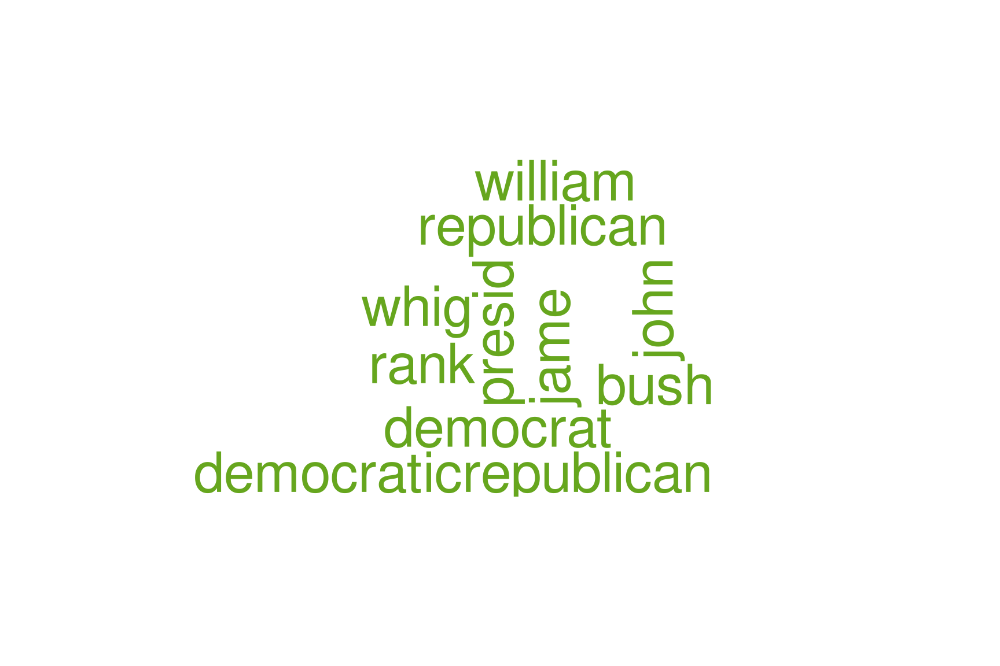 william
republican
john
presid
whig
jame
rank
bush
democrat
democraticrepublican